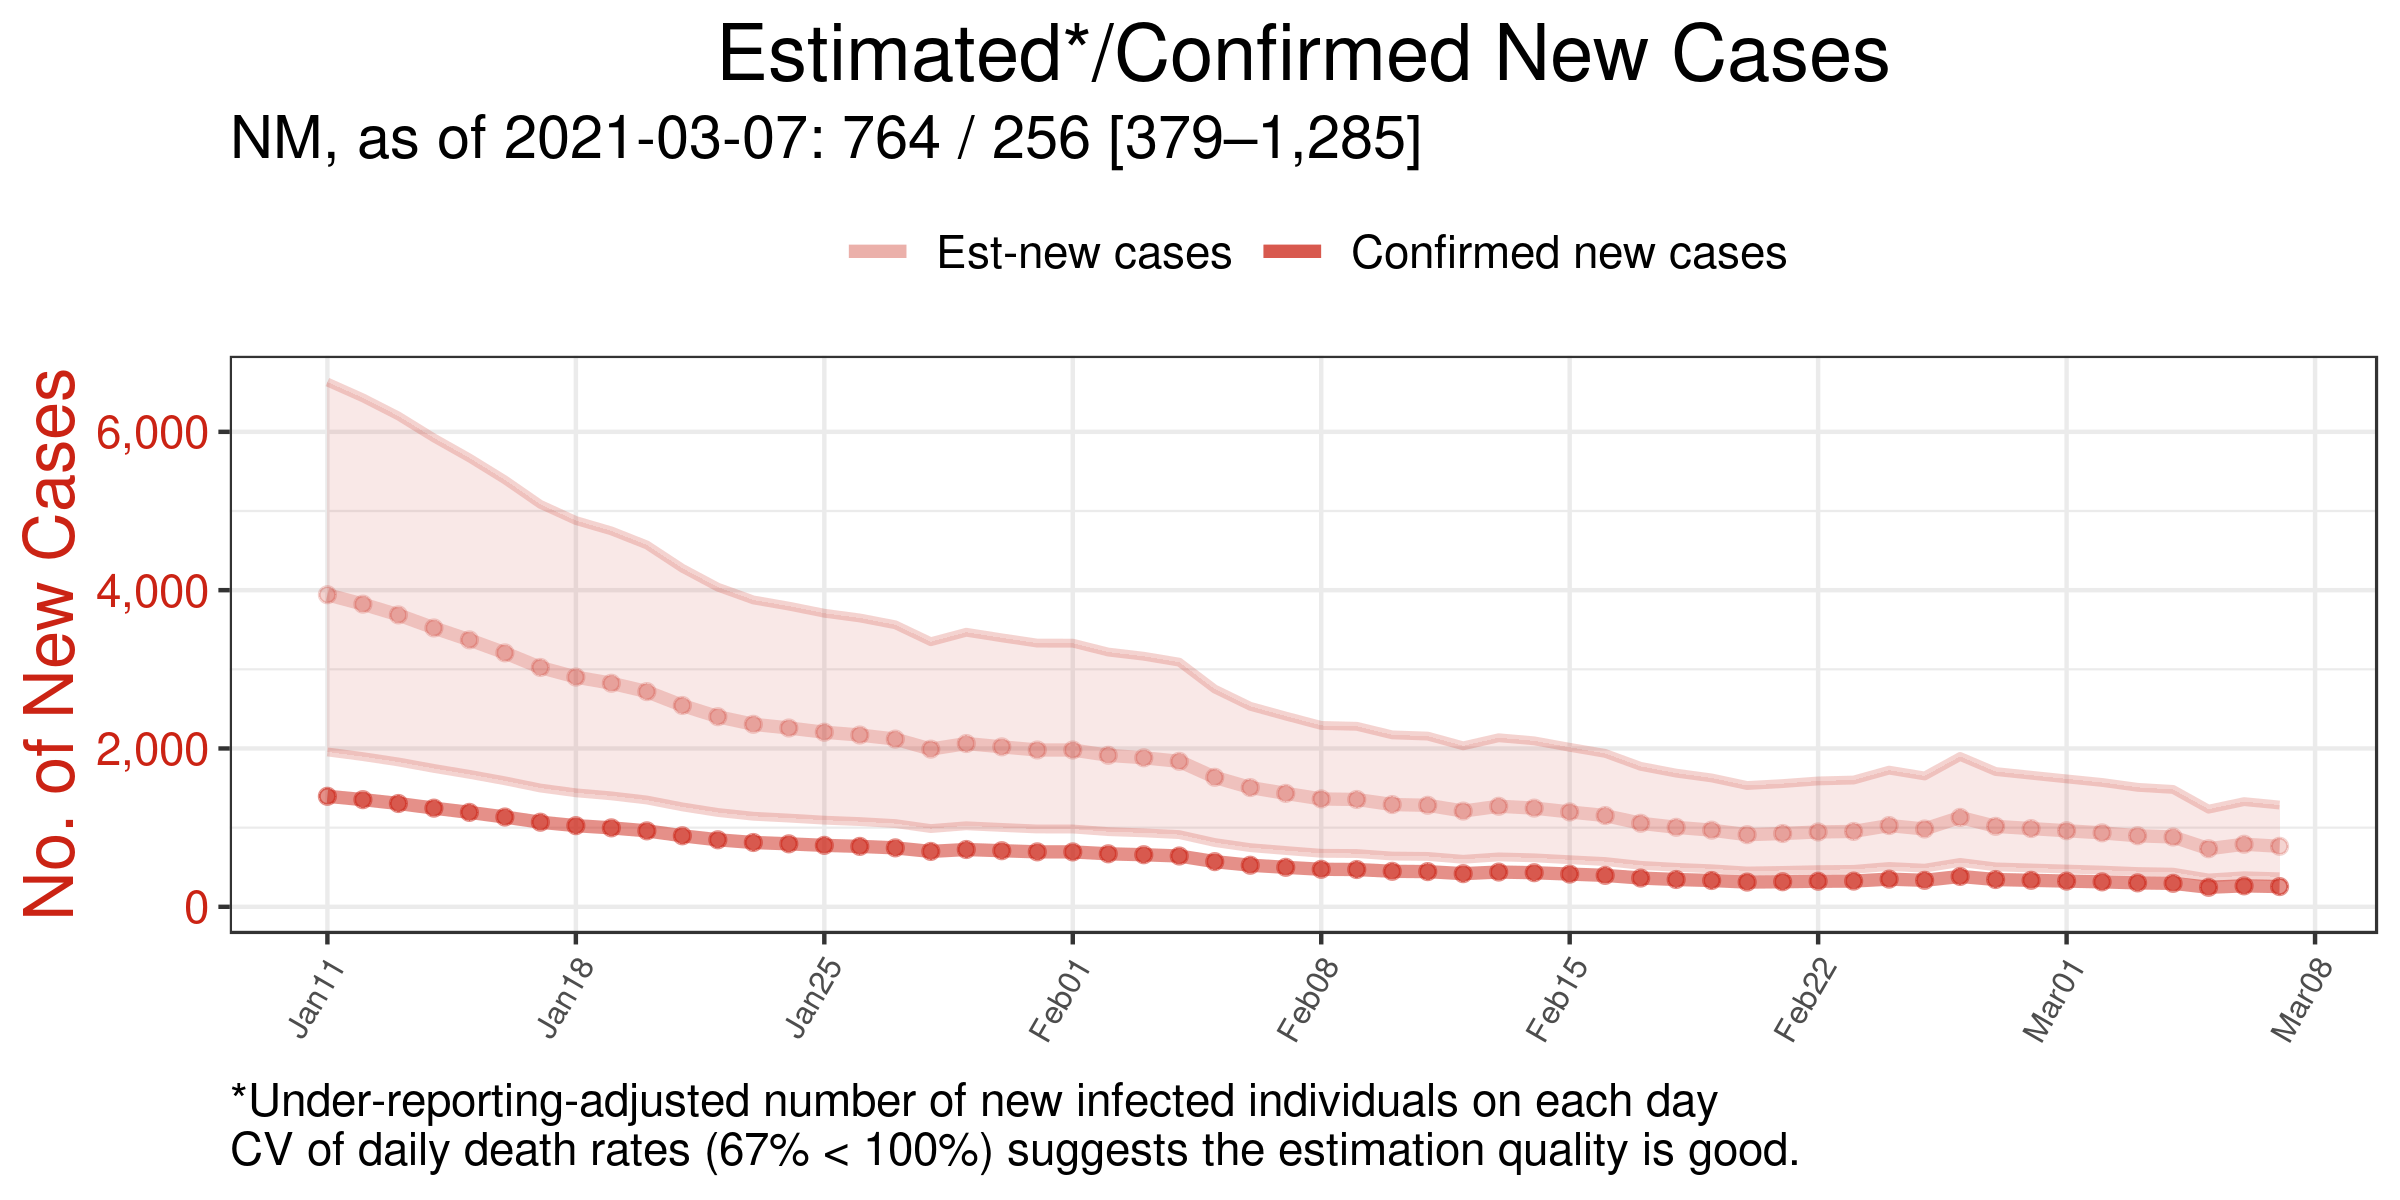 Estimated*/Confirmed New Cases
NM, as of 2021-03-07: 764 / 256 [379–1,285]
Est-new cases Confirmed new cases
No. of New Cases
6,000
4,000
2,000
0
Jan11 Jan18 Jan25 Feb01 Feb08 Feb15 Feb22 Mar01 Mar08
*Under-reporting-adjusted number of new infected individuals on each day
CV of daily death rates (67% < 100%) suggests the estimation quality is good.